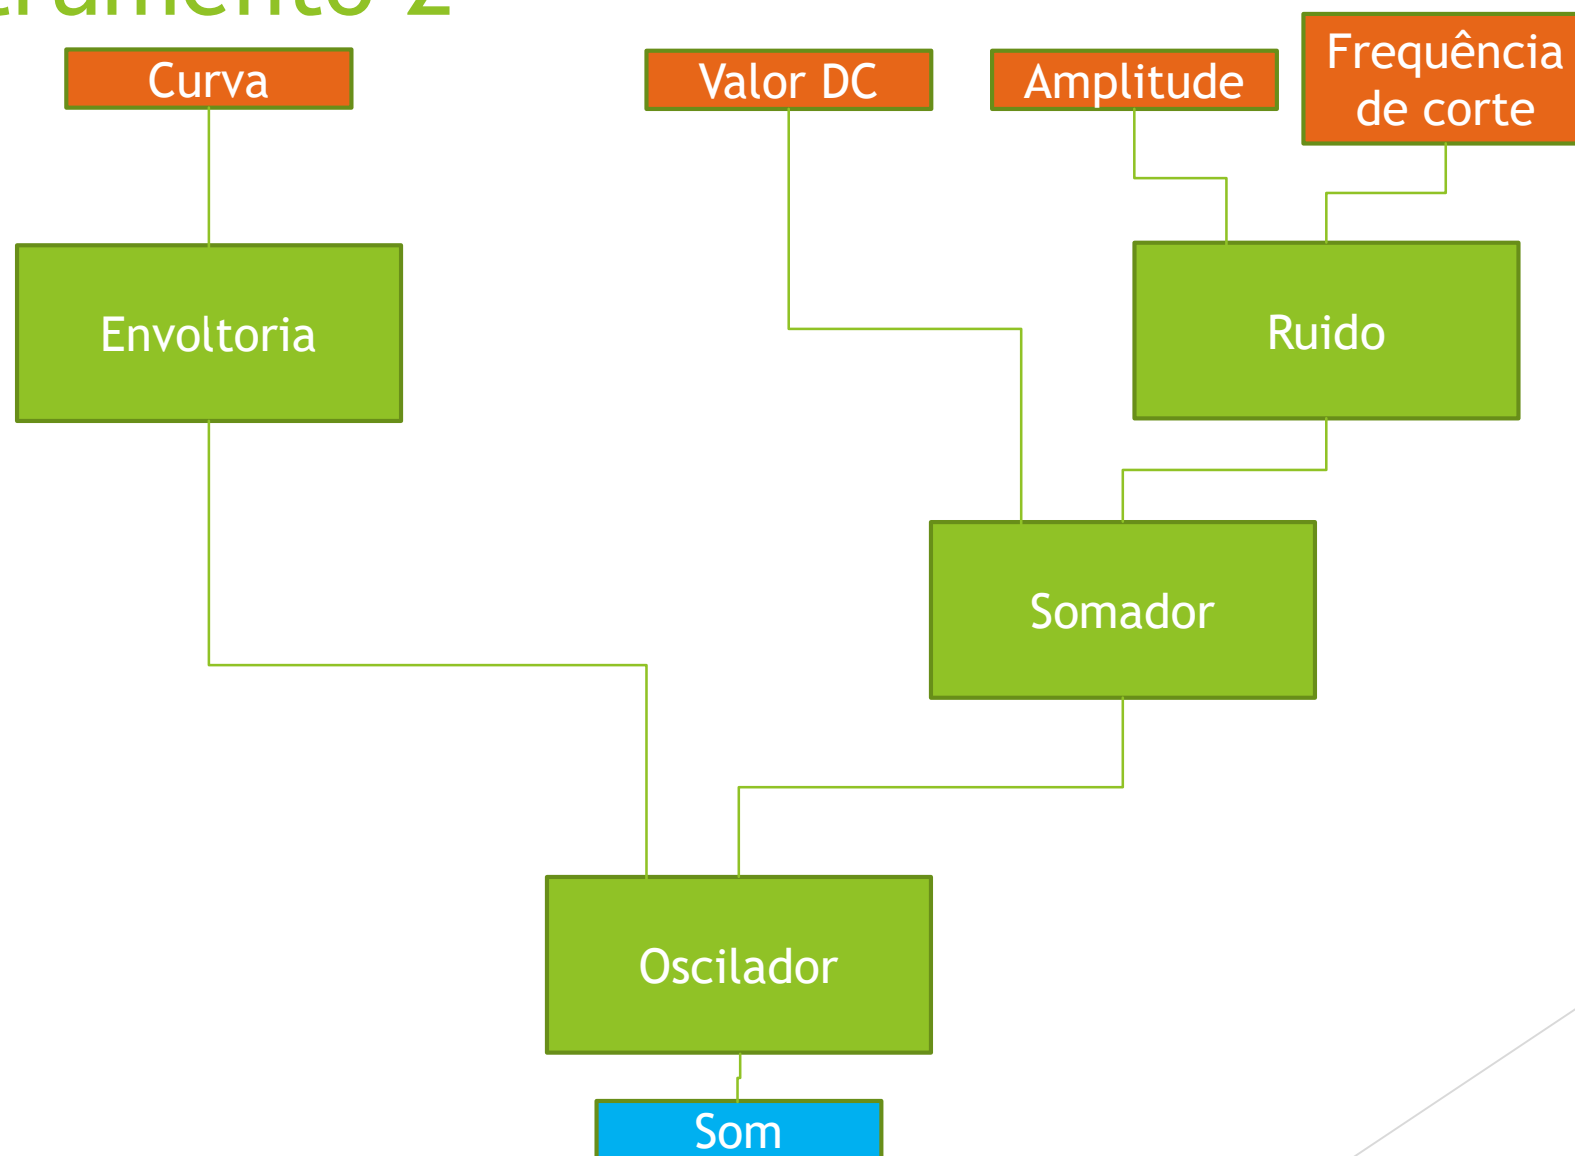 Curva
Valor DC
Amplitude
Frequência
de corte
Envoltoria
Ruido
Somador
Oscilador
Som